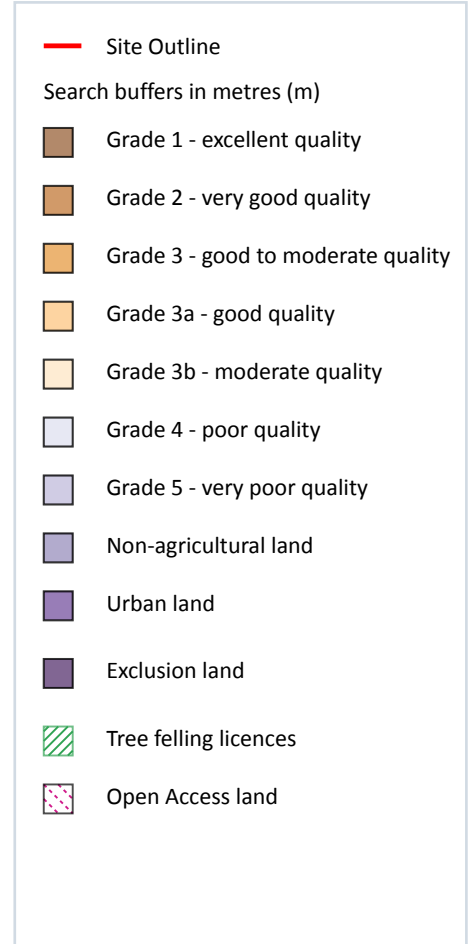 Site Outline
Search buffers in metres (m)
Grade 1 - excellent quality
Grade 2 - very good quality
Grade 3 - good to moderate quality
Grade 3a - good quality
Grade 3b - moderate quality
Grade 4 - poor quality
Grade 5 - very poor quality
Non-agricultural land
Urban land
Exclusion land
Tree felling licences
Open Access land